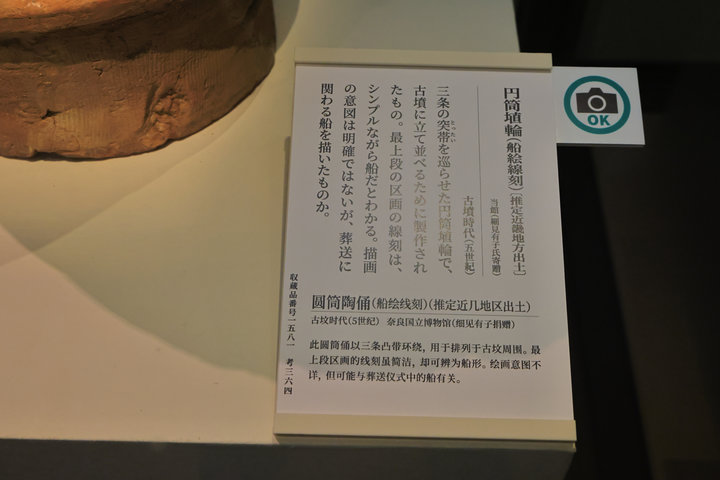 円筒埴輪(船絵線刻)[推定近畿地方出土]
当館(細見有子氏寄贈)
古墳時代(五世紀)
三条の突帯を巡らせた円筒埴輪で、
とったい
古墳に立て並べるために製作され
たもの。最上段の区画の線刻は、
シンプルながら船だとわかる。描画
の意図は明確ではないが、葬送に
関わる船を描いたものか。
収蔵品番号一五八一 考三六四
圆筒陶俑(船绘线刻)(推定近几地区出土)
古坟时代(5世纪) 奈良国立博物馆(细见有子捐赠)
此圆筒俑以三条凸带环绕,用于排列于古坟周围。最
上段区画的线刻虽简洁,却可辨为船形。绘画意图不
详,但可能与葬送仪式中的船有关。
OK